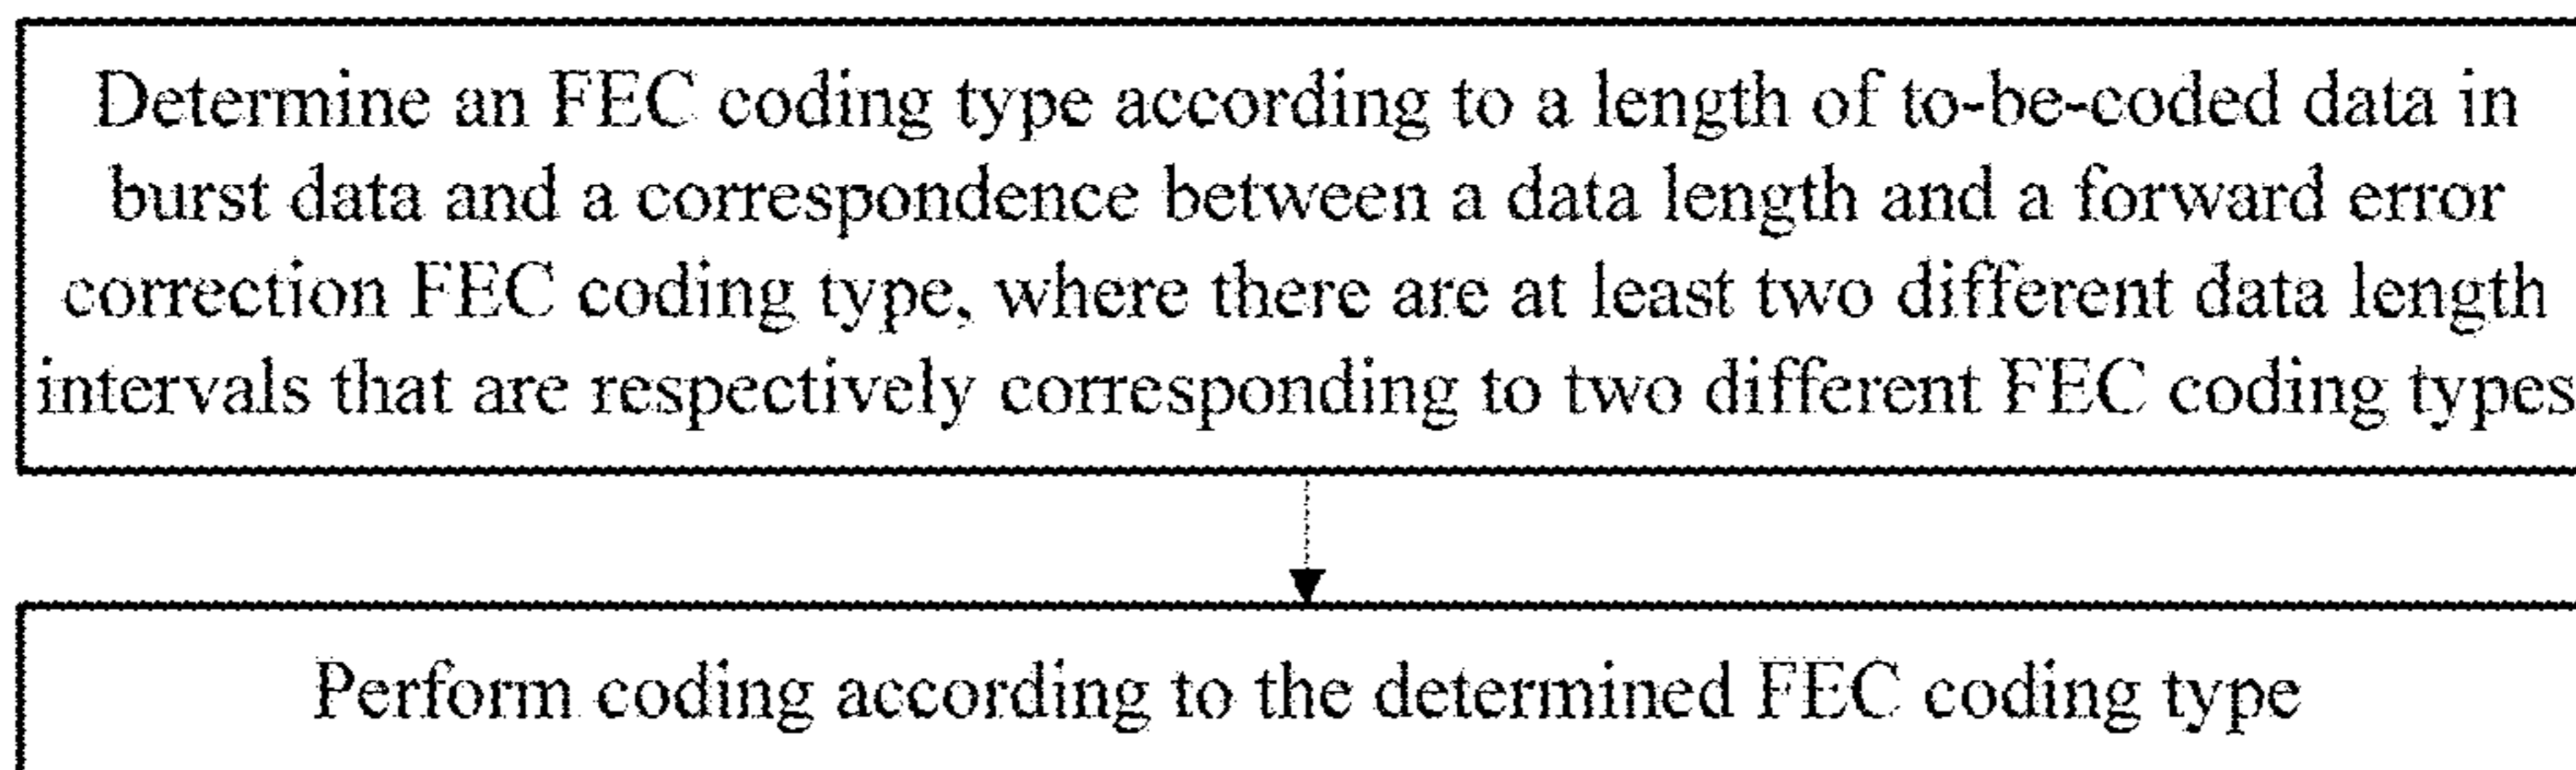 Determine an FEC coding type according to a length of to-be-coded data in
burst data and a correspondence between a data length and a forward error
correction FEC coding type, where there are at least two different data length
intervals that are respectively corresponding to two different FEC coding types
Perform coding according to the determined FEC coding type